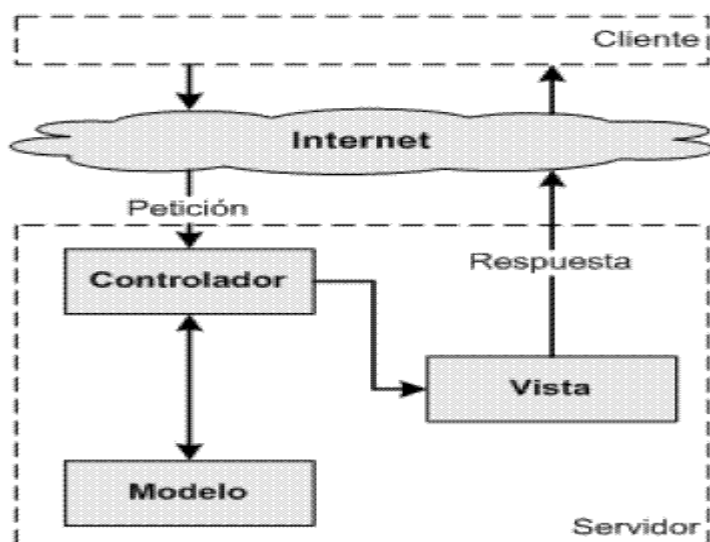 Cliente
Internet
Petición
Controlador
Respuesta
Vista
Modelo
Servidor